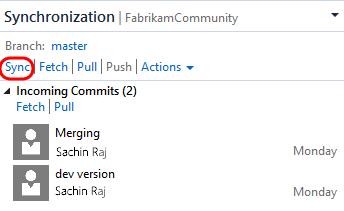 Synchronization | FabrikamCommunity
Branch: master
Sync | Fetch | Pull | Push | Actions
Incoming Commits (2)
Fetch | Pull
Merging
Sachin Raj Monday
dev version
Sachin Raj Monday